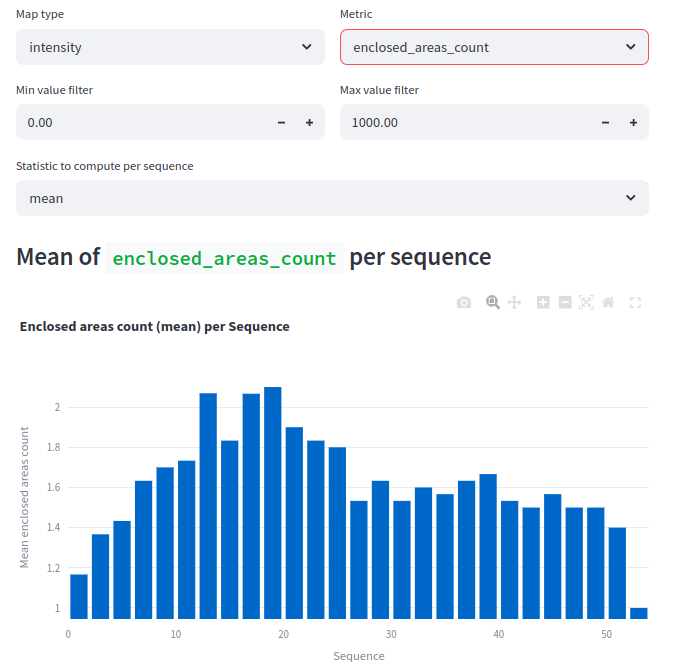 Map type Metric
intensity enclosed_areas_count
Min value filter Max value filter
0.00 − + 1000.00 − +
Statistic to compute per sequence
mean
Mean of enclosed_areas_count per sequence
Enclosed areas count (mean) per Sequence
Mean enclosed areas count
2
1.8
1.6
1.4
1.2
1
0 10 20 30 40 50
Sequence